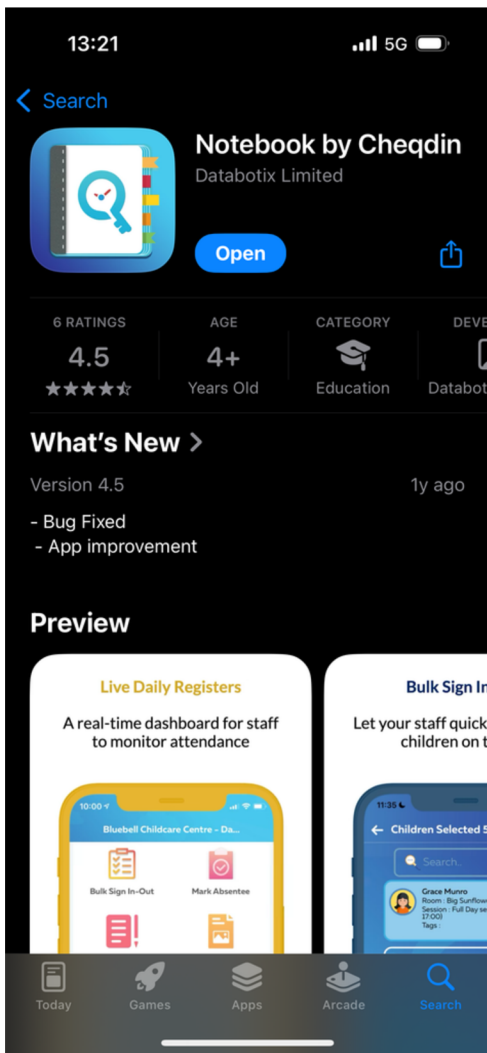 13:21
5G
Search
Notebook by Cheqdin
Databotix Limited
Open
6 RATINGS
AGE
CATEGORY
DEVE
4.5
4+
Years Old
Education
Databot
What's New
Version 4.5
1y ago
- Bug Fixed
- App improvement
Preview
Live Daily Registers
A real-time dashboard for staff
to monitor attendance
10:00
Bluebell Childcare Centre - Da...
Bulk Sign In-Out
Mark Absentee
Bulk Sign In
Let your staff quick
children on t
11:35
Children Selected 5
Search..
Grace Munro
Room : Big Sunflow
Session : Full Day se
17:00)
Tags :
Today
Games
Apps
Arcade
Search